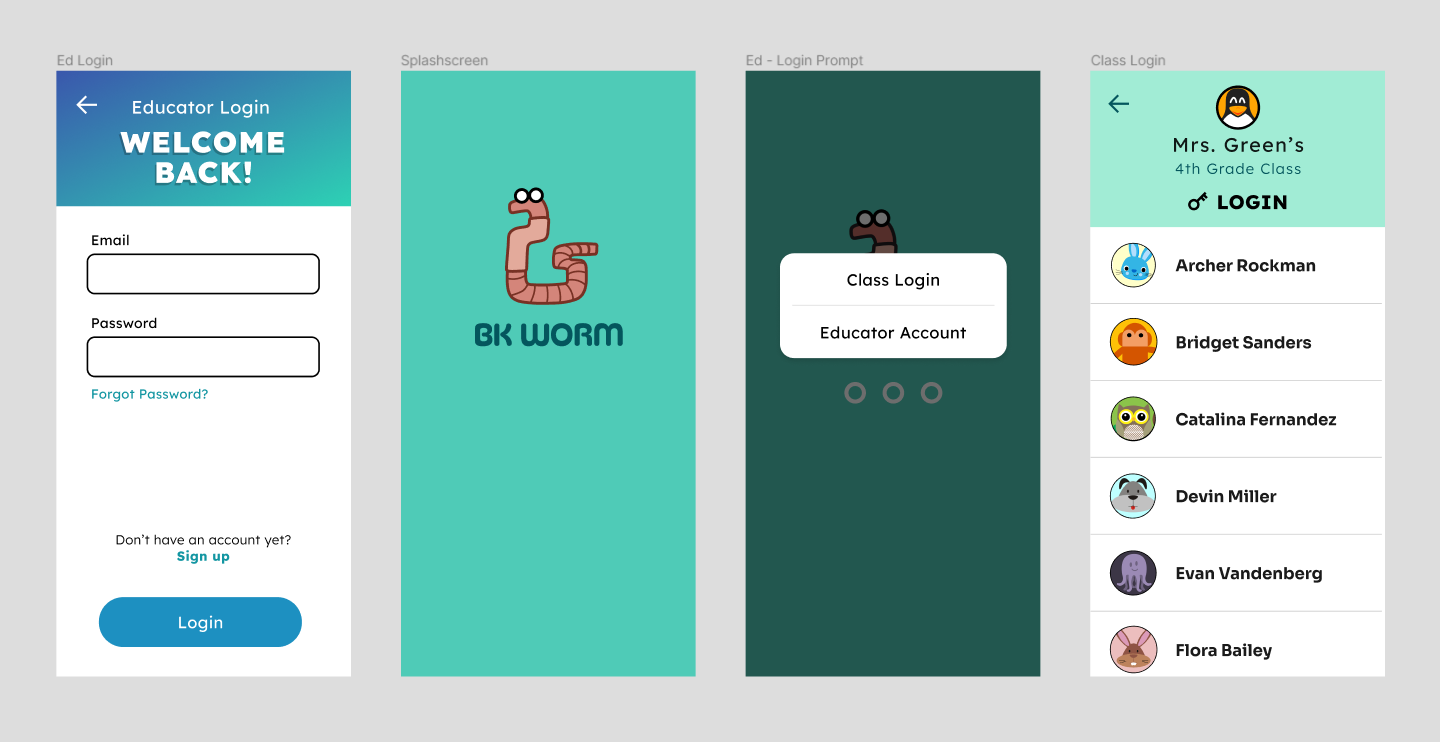 Ed Login
Educator Login
WELCOME
BACK!
Email
Password
Forgot Password?
Don’t have an account yet?
Sign up
Login
Splashscreen
BK WORM
Ed - Login Prompt
Class Login
Educator Account
Class Login
Mrs. Green’s
4th Grade Class
LOGIN
Archer Rockman
Bridget Sanders
Catalina Fernandez
Devin Miller
Evan Vandenberg
Flora Bailey